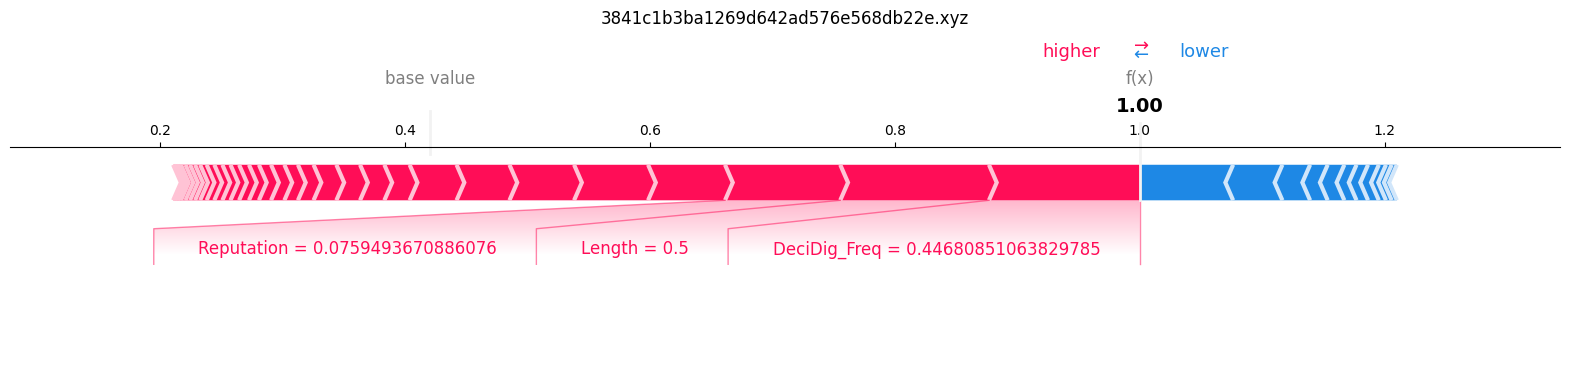 3841c1b3ba1269d642ad576e568db22e.xyz
higher ⇄ lower
base value
f(x)
1.00
0.2 0.4 0.6 0.8 1.0 1.2
Reputation = 0.0759493670886076 Length = 0.5 DeciDig_Freq = 0.44680851063829785